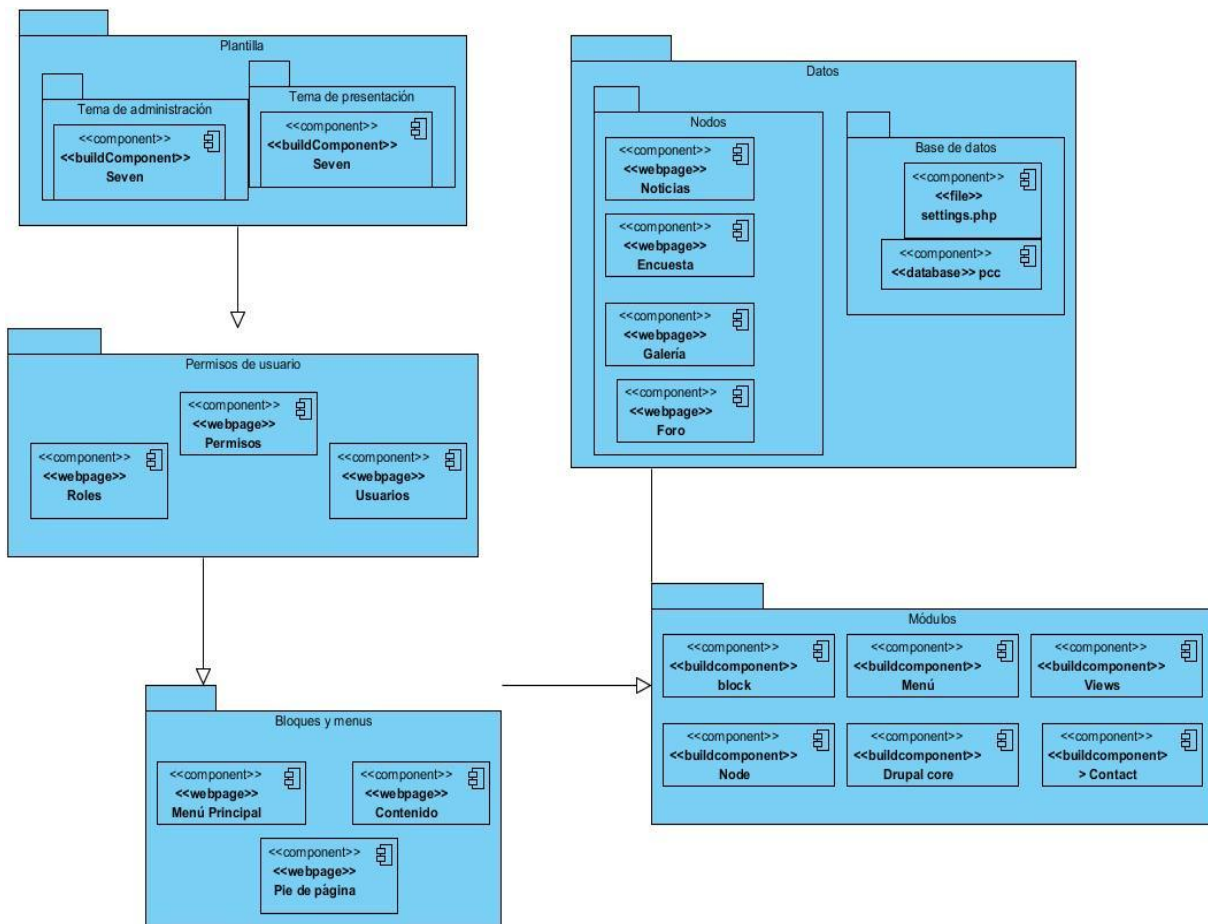 Plantilla
Tema de administración
<<component>>
<<buildComponent>>
Seven
Tema de presentación
<<component>>
<<buildComponent>>
Seven
Datos
Nodos
<<component>>
<<webpage>>
Noticias
<<component>>
<<webpage>>
Encuesta
<<component>>
<<webpage>>
Galería
<<component>>
<<webpage>>
Foro
Base de datos
<<component>>
<<file>>
settings.php
<<component>>
<<database>> pcc
Permisos de usuario
<<component>>
<<webpage>>
Permisos
<<component>>
<<webpage>>
Roles
<<component>>
<<webpage>>
Usuarios
Bloques y menus
<<component>>
<<webpage>>
Menú Principal
<<component>>
<<webpage>>
Contenido
<<component>>
<<webpage>>
Pie de página
Módulos
<<component>>
<<buildcomponent>>
block
<<component>>
<<buildcomponent>>
Menú
<<component>>
<<buildcomponent>>
Views
<<component>>
<<buildcomponent>>
Node
<<component>>
<<buildcomponent>>
Drupal core
<<component>>
<<buildcomponent>
> Contact